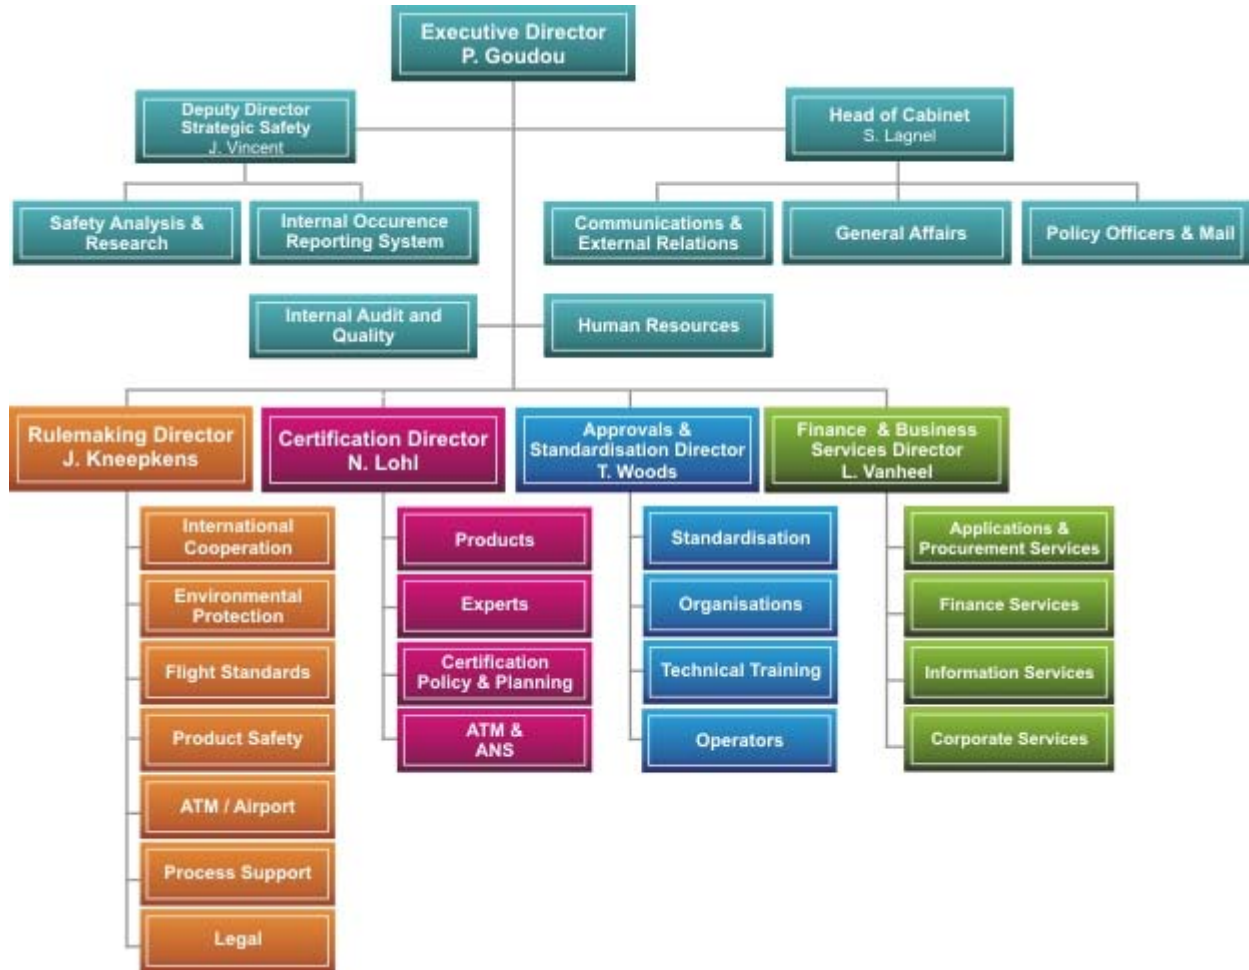 Executive Director
P. Goudou
Deputy Director
Strategic Safety
J. Vincent
Head of Cabinet
S. Lagnel
Safety Analysis &
Research
Internal Occurence
Reporting System
Communications &
External Relations
General Affairs
Policy Officers & Mail
Internal Audit and
Quality
Human Resources
Rulemaking Director
J. Kneepkens
Certification Director
N. Lohl
Approvals &
Standardisation Director
T. Woods
Finance & Business
Services Director
L. Vanheel
International
Cooperation
Environmental
Protection
Flight Standards
Product Safety
ATM / Airport
Process Support
Legal
Products
Experts
Certification
Policy & Planning
ATM &
ANS
Standardisation
Organisations
Technical Training
Operators
Applications &
Procurement Services
Finance Services
Information Services
Corporate Services